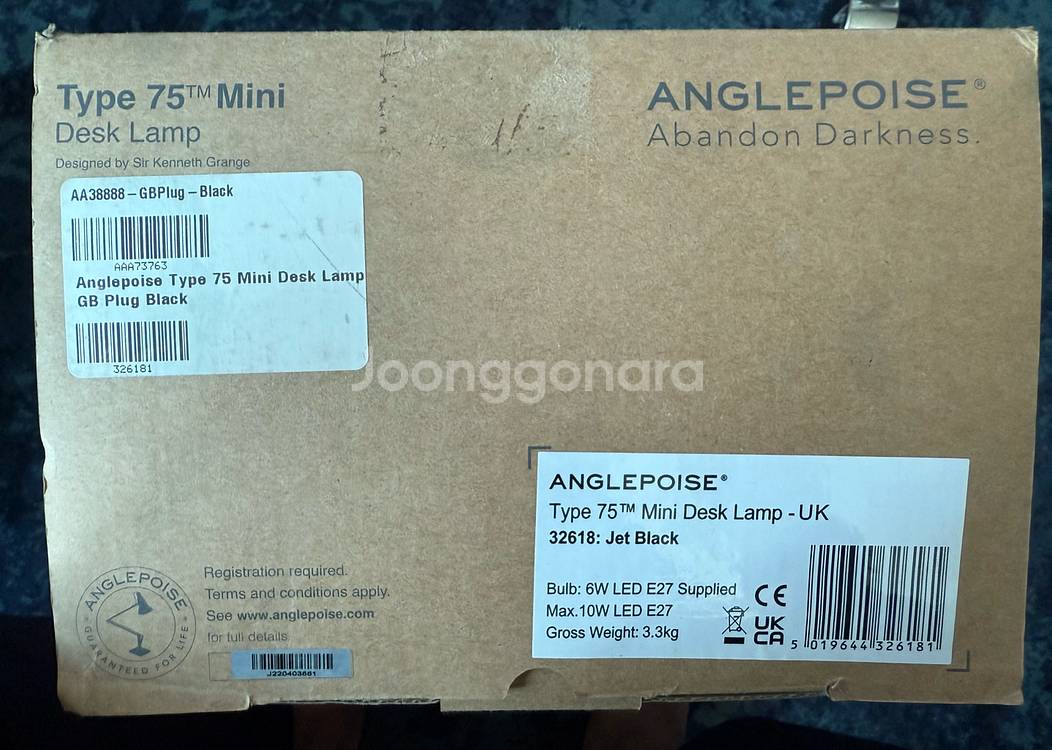 Type 75™ Mini
Desk Lamp
Designed by Sir Kenneth Grange
ANGLEPOISE®
Abandon Darkness.
AA38888 – GBPlug – Black
AAA73763
Anglepoise Type 75 Mini Desk Lamp
GB Plug Black
326181
Joonggonara
ANGLEPOISE®
Type 75™ Mini Desk Lamp - UK
32618: Jet Black
Bulb: 6W LED E27 Supplied
Max.10W LED E27
Gross Weight: 3.3kg
CE
UK
CA
5 019644 326181
ANGLEPOISE
GUARANTEED FOR LIFE
Registration required.
Terms and conditions apply.
See www.anglepoise.com
for full details
J220403661